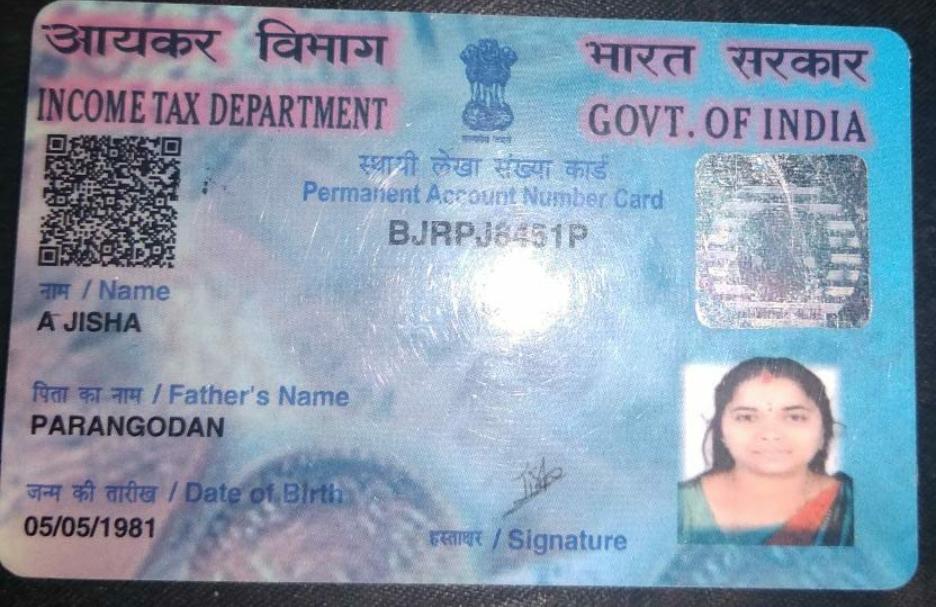 आयकर विभाग
INCOME TAX DEPARTMENT
भारत सरकार
GOVT. OF INDIA
स्थायी लेखा संख्या कार्ड
Permanent Account Number Card
BJRPJ8451P
नाम / Name
A JISHA
पिता का नाम / Father's Name
PARANGODAN
जन्म की तारीख / Date of Birth
05/05/1981
हस्ताक्षर / Signature